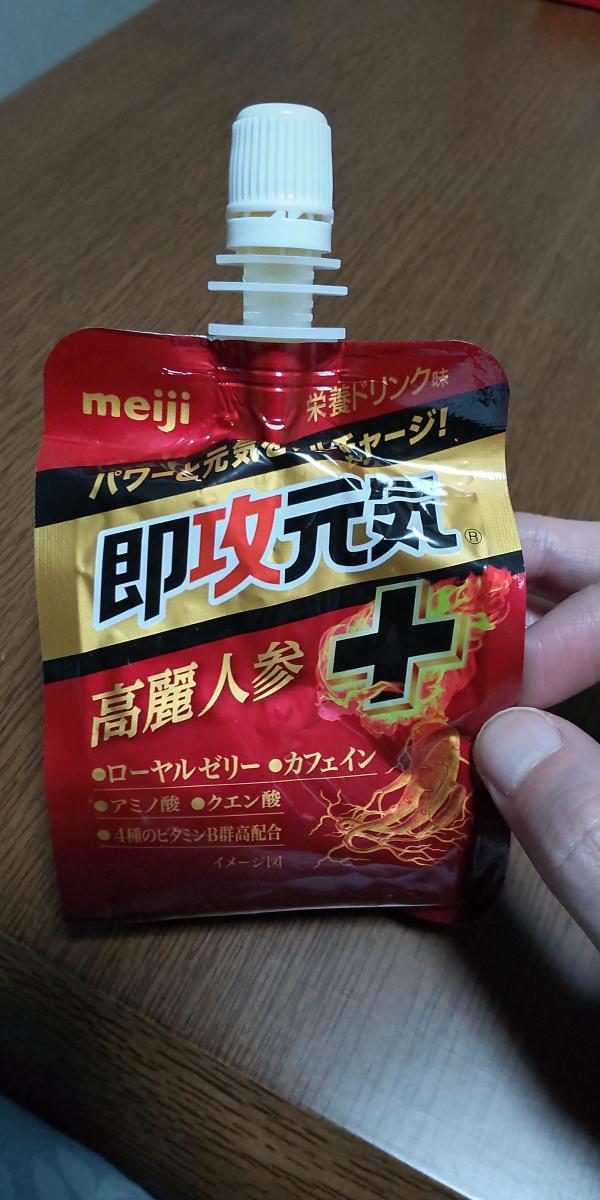 meiji
栄養ドリンク味
パワーと元気を チャージ!
即攻元気®
高麗人参
●ローヤルゼリー ●カフェイン
●アミノ酸 ●クエン酸
●4種のビタミンB群高配合
イメージ図